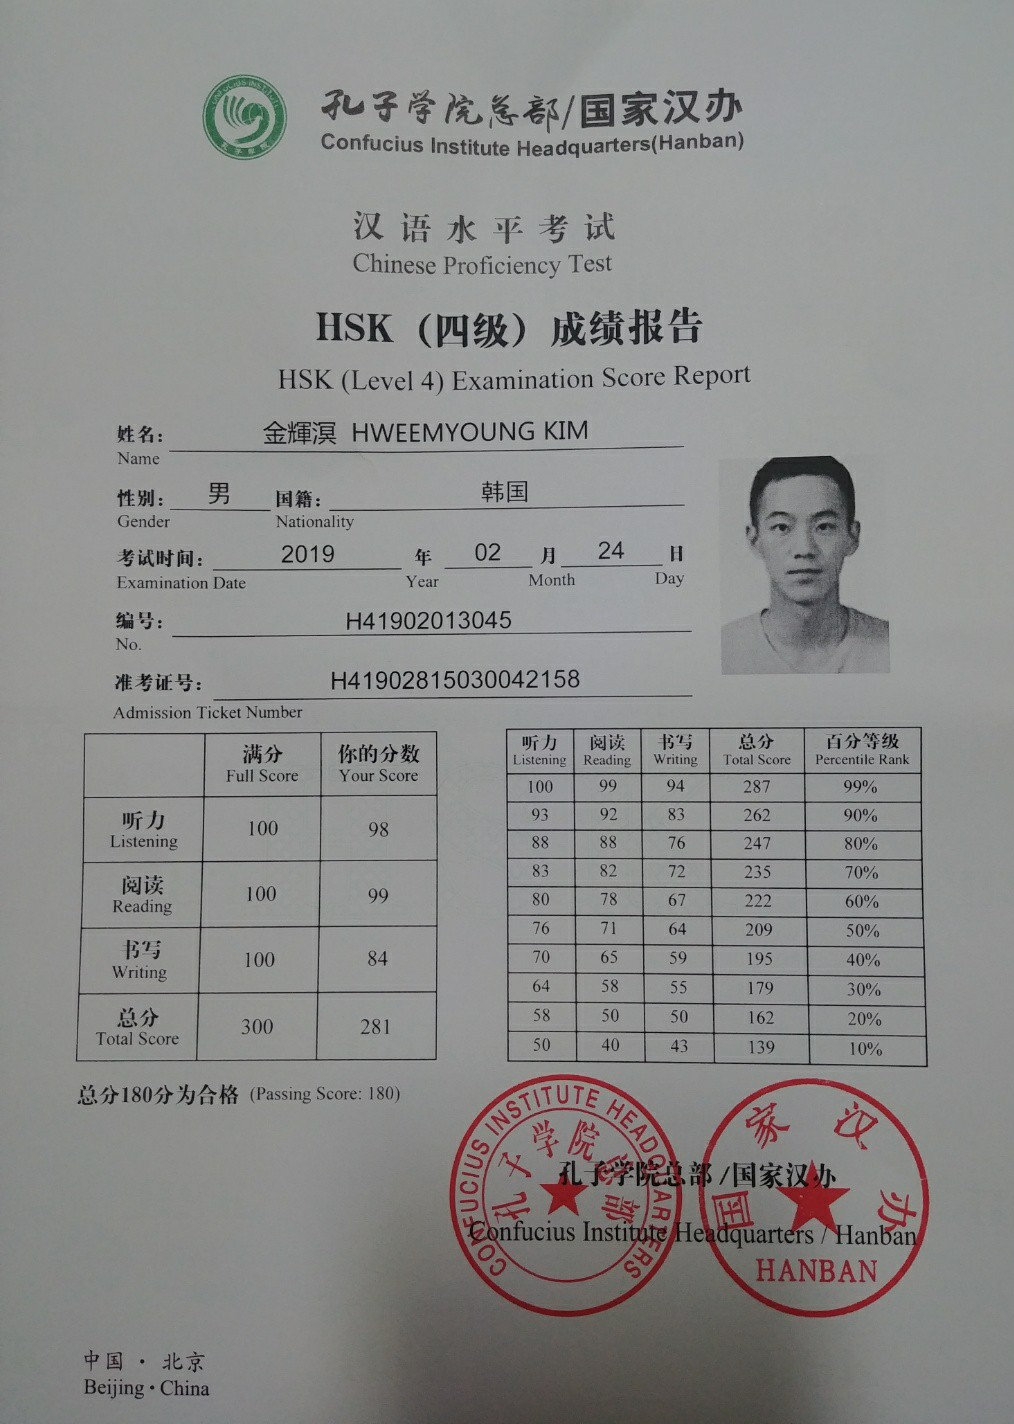 孔子学院总部/国家汉办
Confucius Institute Headquarters(Hanban)
汉语水平考试
Chinese Proficiency Test
HSK（四级）成绩报告
HSK (Level 4) Examination Score Report
姓名: 金輝溟 HWEEMYOUNG KIM
Name
性别: 男 国籍: 韩国
Gender Nationality
考试时间: 2019 年 02 月 24 日
Examination Date Year Month Day
编号: H41902013045
No.
准考证号: H41902815030042158
Admission Ticket Number
满分 你的分数
Full Score Your Score
听力 100 98
Listening
阅读 100 99
Reading
书写 100 84
Writing
总分 300 281
Total Score
听力 阅读 书写 总分 百分等级
Listening Reading Writing Total Score Percentile Rank
100 99 94 287 99%
93 92 83 262 90%
88 88 76 247 80%
83 82 72 235 70%
80 78 67 222 60%
76 71 64 209 50%
70 65 59 195 40%
64 58 55 179 30%
58 50 50 162 20%
50 40 43 139 10%
总分180分为合格 (Passing Score: 180)
CONFUCIUS INSTITUTE HEADQUARTERS
孔子学院总部
国家汉办
HANBAN
孔子学院总部 /国家汉办
Confucius Institute Headquarters / Hanban
中国 · 北京
Beijing · China